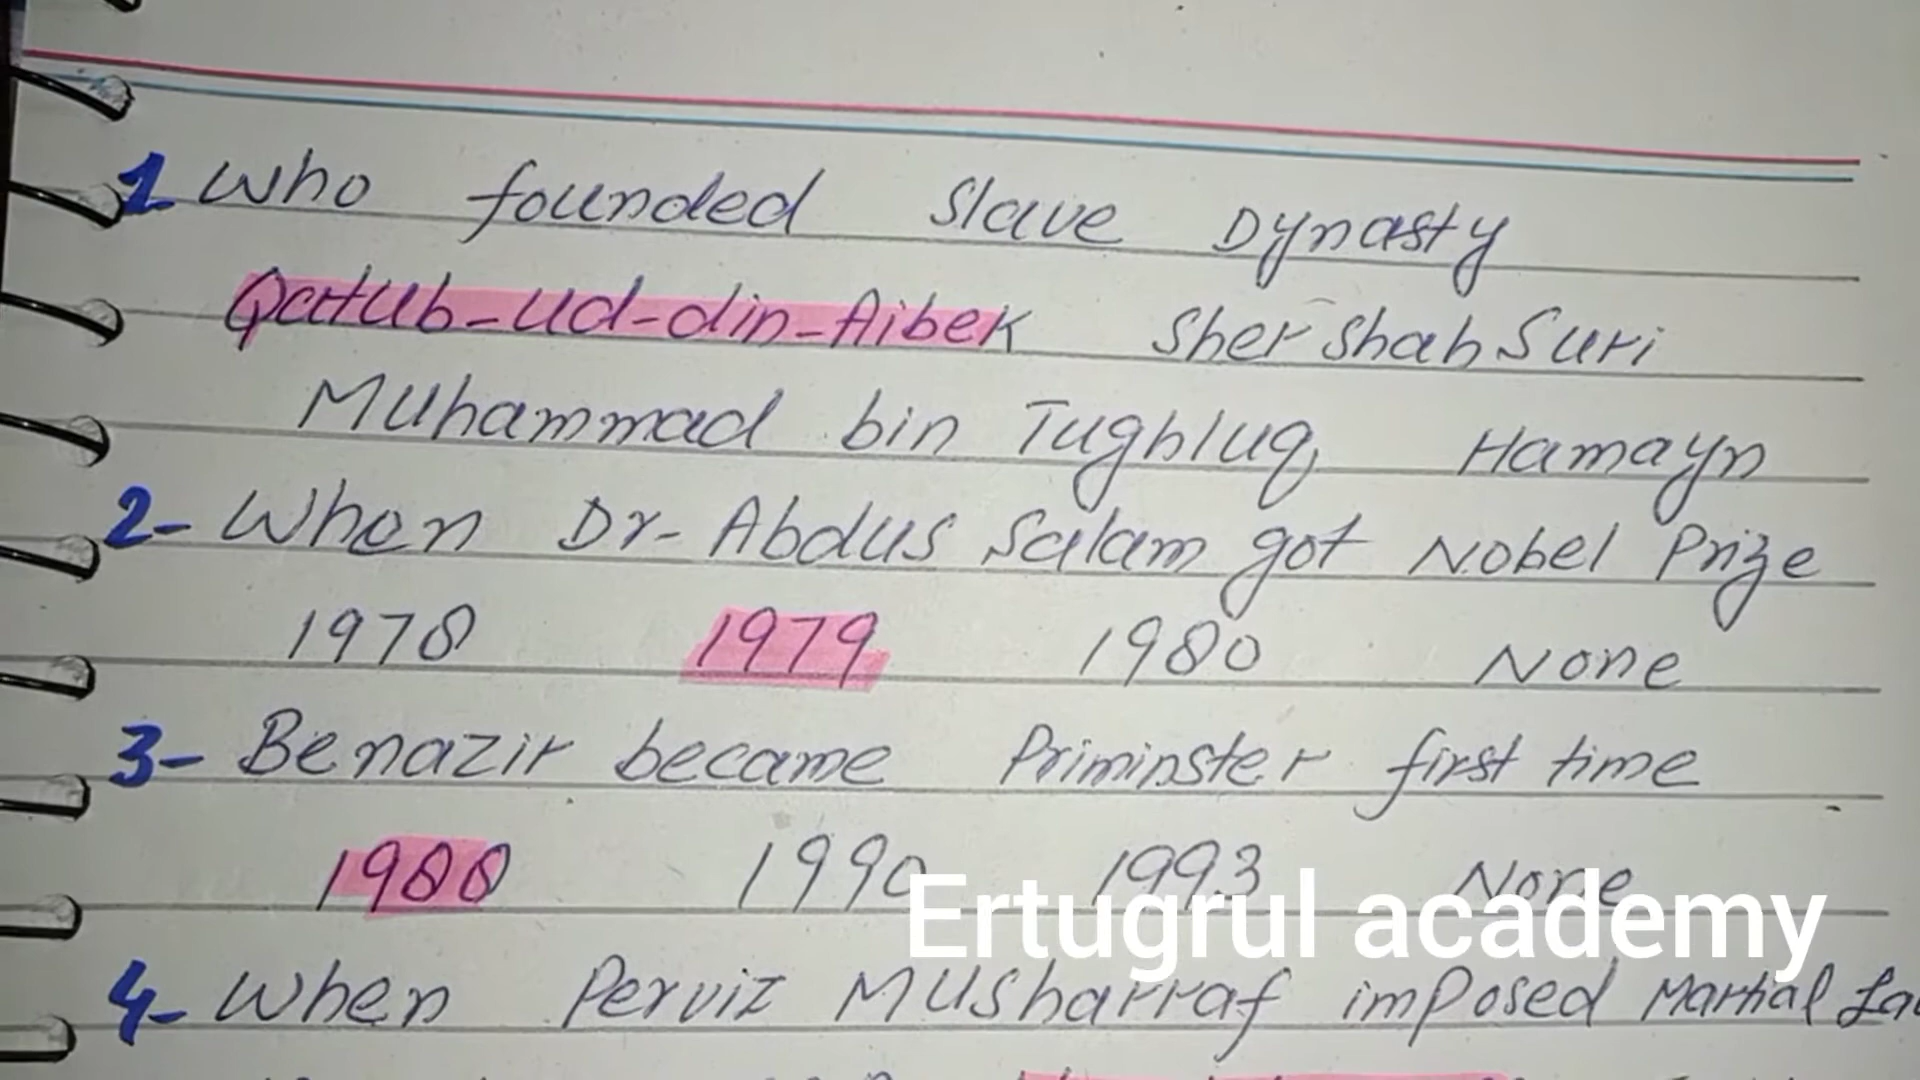 1 Who founded Slave Dynasty
Qutub-ud-din-Aibek Sher Shah Suri
Muhammad bin Tughluq, Hamayn
2- When Dr- Abdus Salam got Nobel Prize
1978 1979 1980 None
3- Benazir became Priminster first time
1988 1990 1993 None
Ertugrul academy
4- When Perviz Musharraf imposed Martial